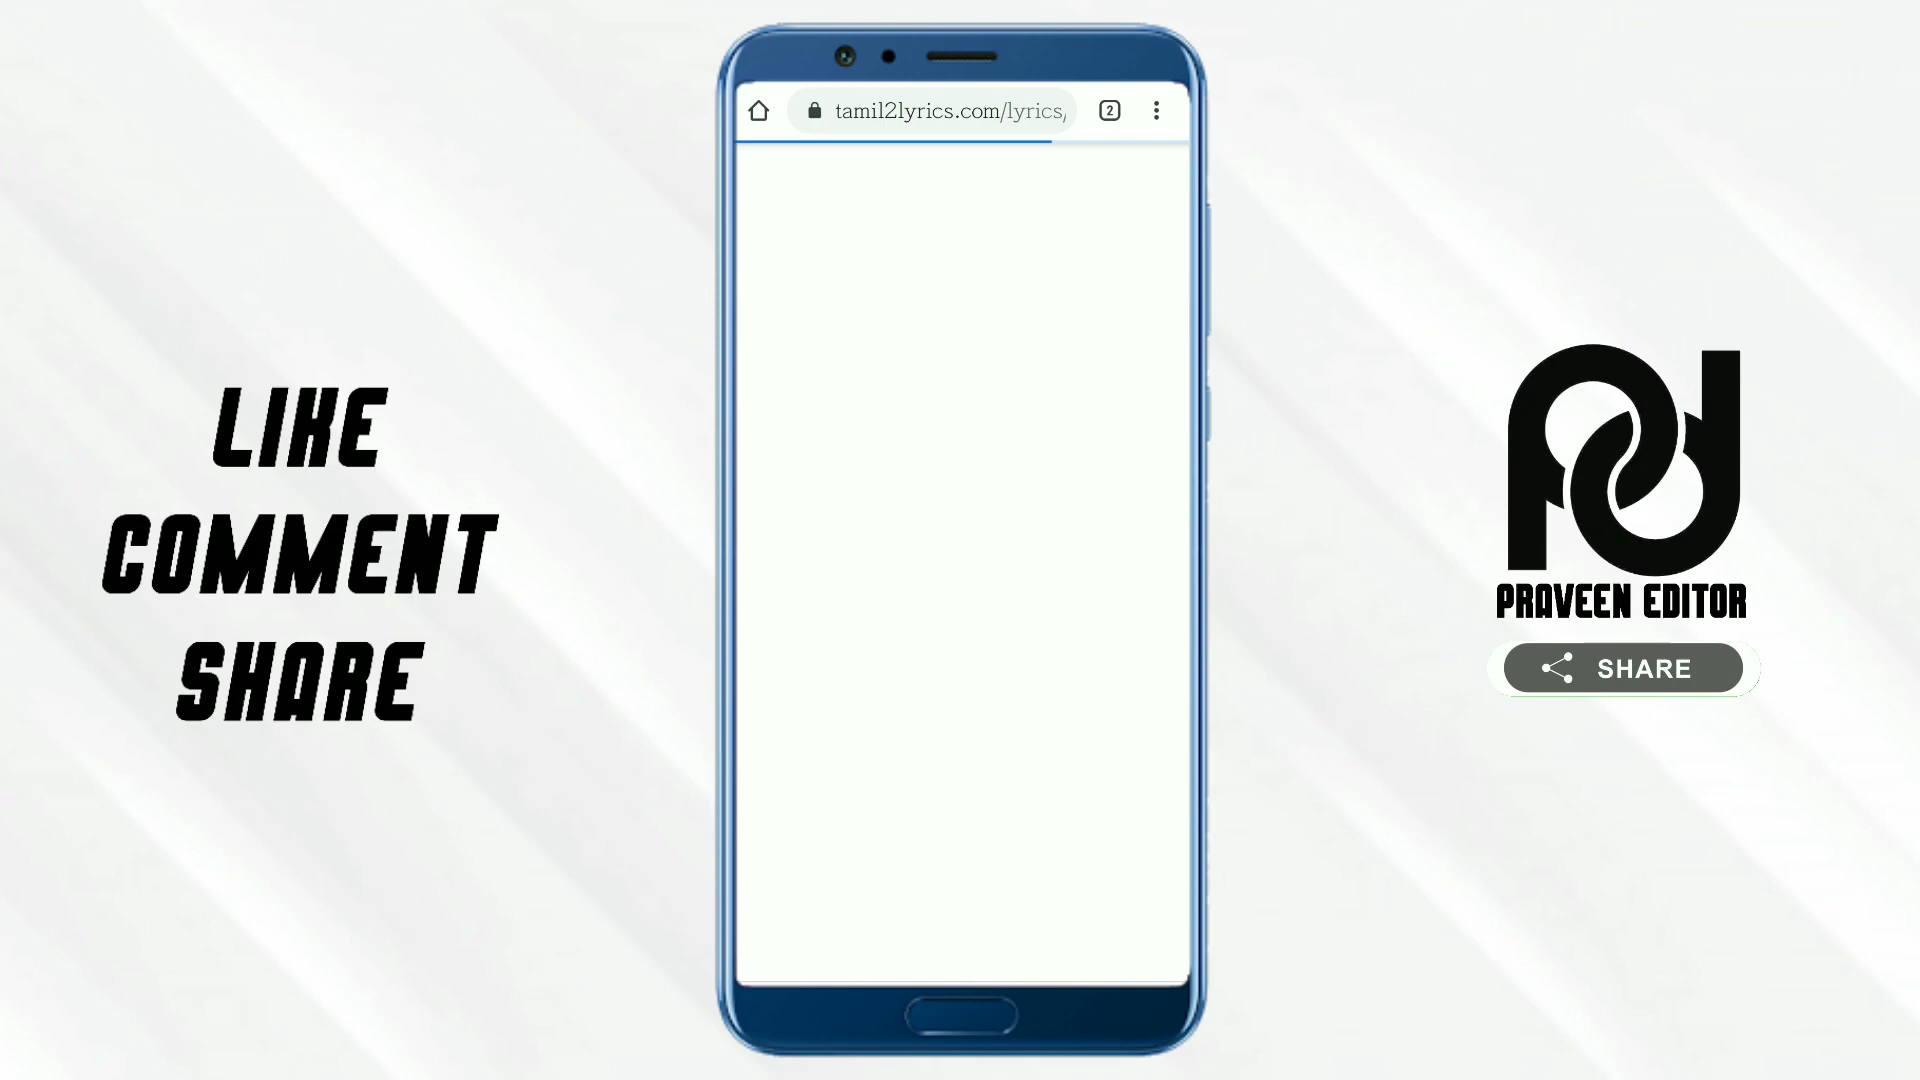 tamil2lyrics.com/lyrics/
2
LIKE
COMMENT
SHARE
PRAVEEN EDITOR
SHARE